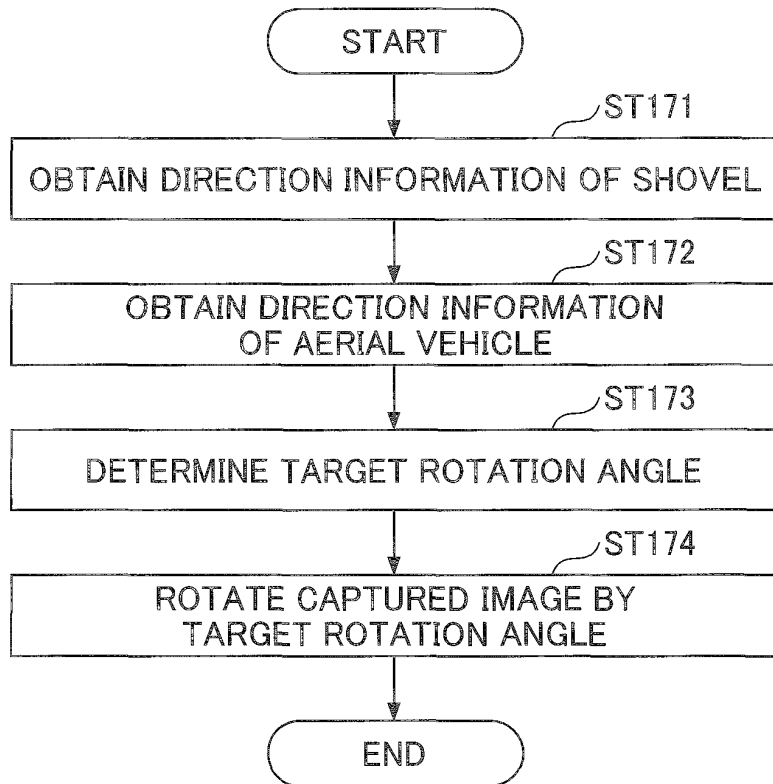 START
ST171
OBTAIN DIRECTION INFORMATION OF SHOVEL
ST172
OBTAIN DIRECTION INFORMATION
OF AERIAL VEHICLE
ST173
DETERMINE TARGET ROTATION ANGLE
ST174
ROTATE CAPTURED IMAGE BY
TARGET ROTATION ANGLE
END